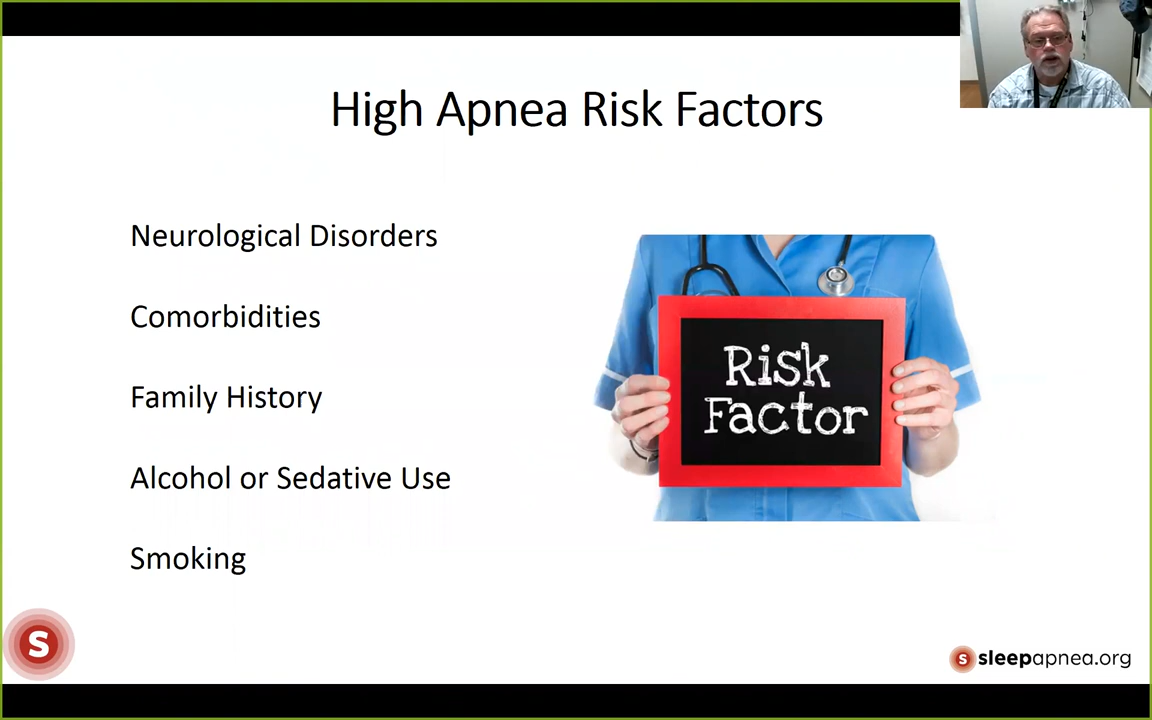 High Apnea Risk Factors
Neurological Disorders
Comorbidities
Family History
Alcohol or Sedative Use
Smoking
Risk
Factor
S
S sleepapnea.org